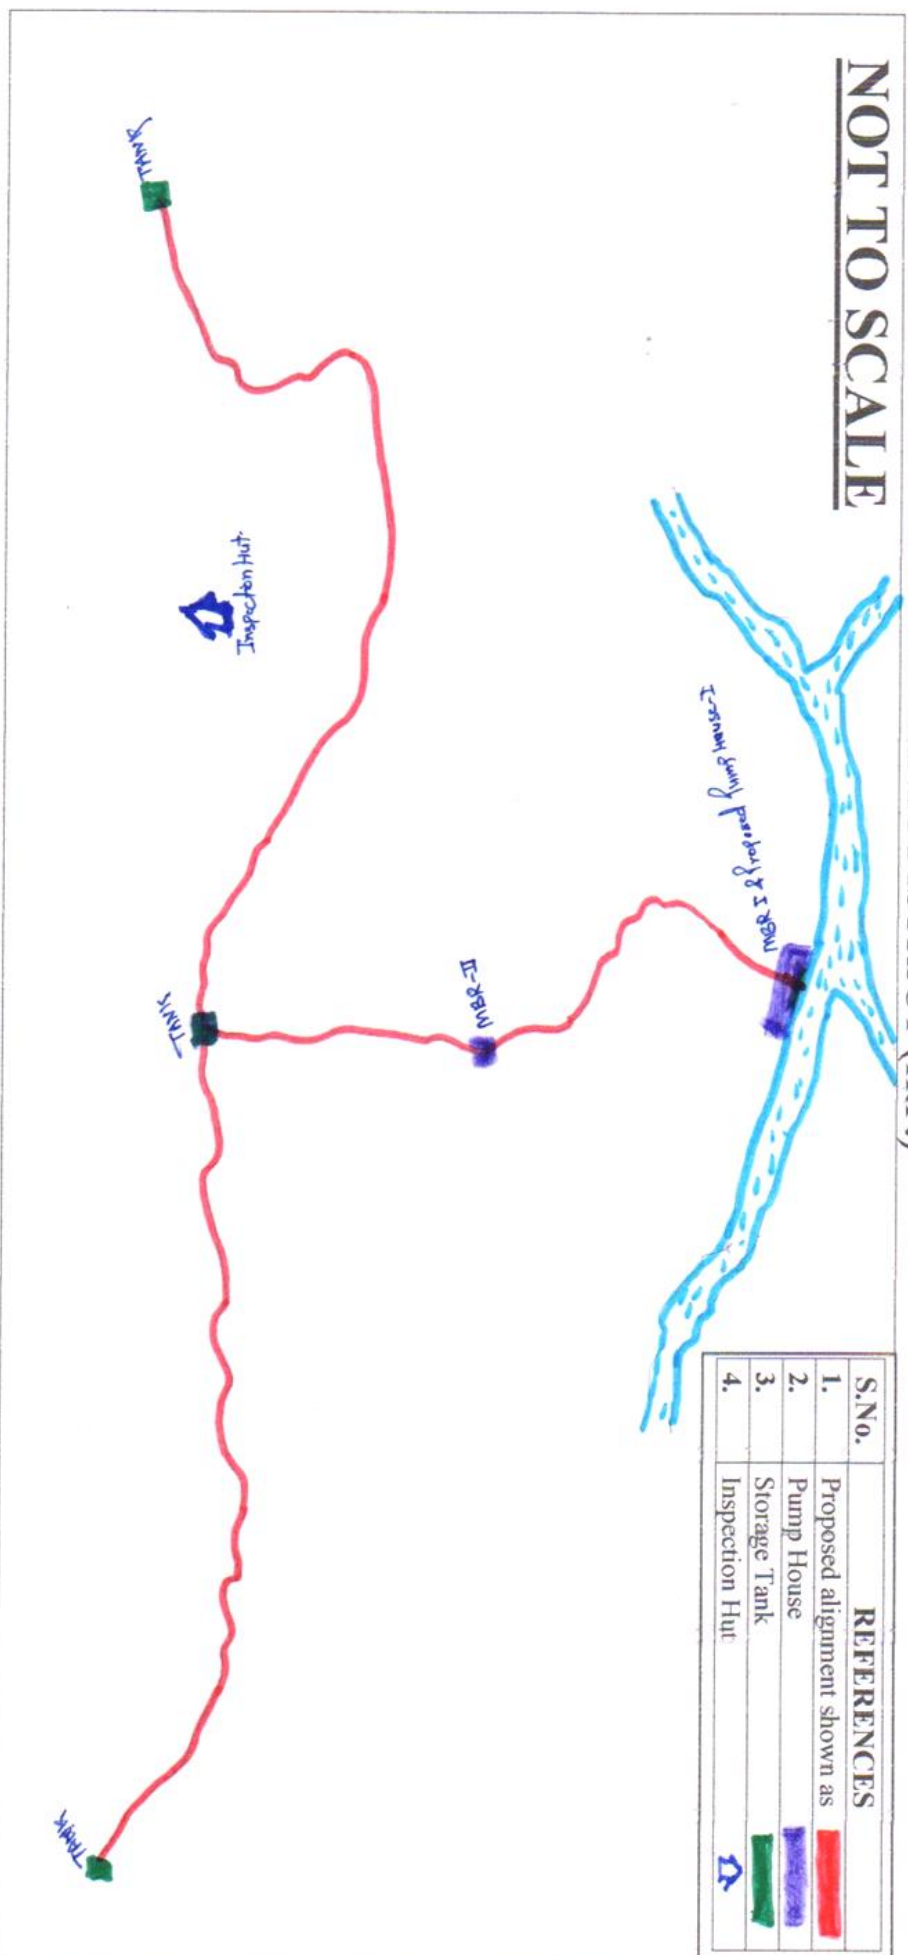 NOT TO SCALE
S.No. REFERENCES
1. Proposed alignment shown as
2. Pump House
3. Storage Tank
4. Inspection Hut
MBR I & Proposed Pump House-I
MBR-II
Inspection Hut.
TANK
TANK
TANK